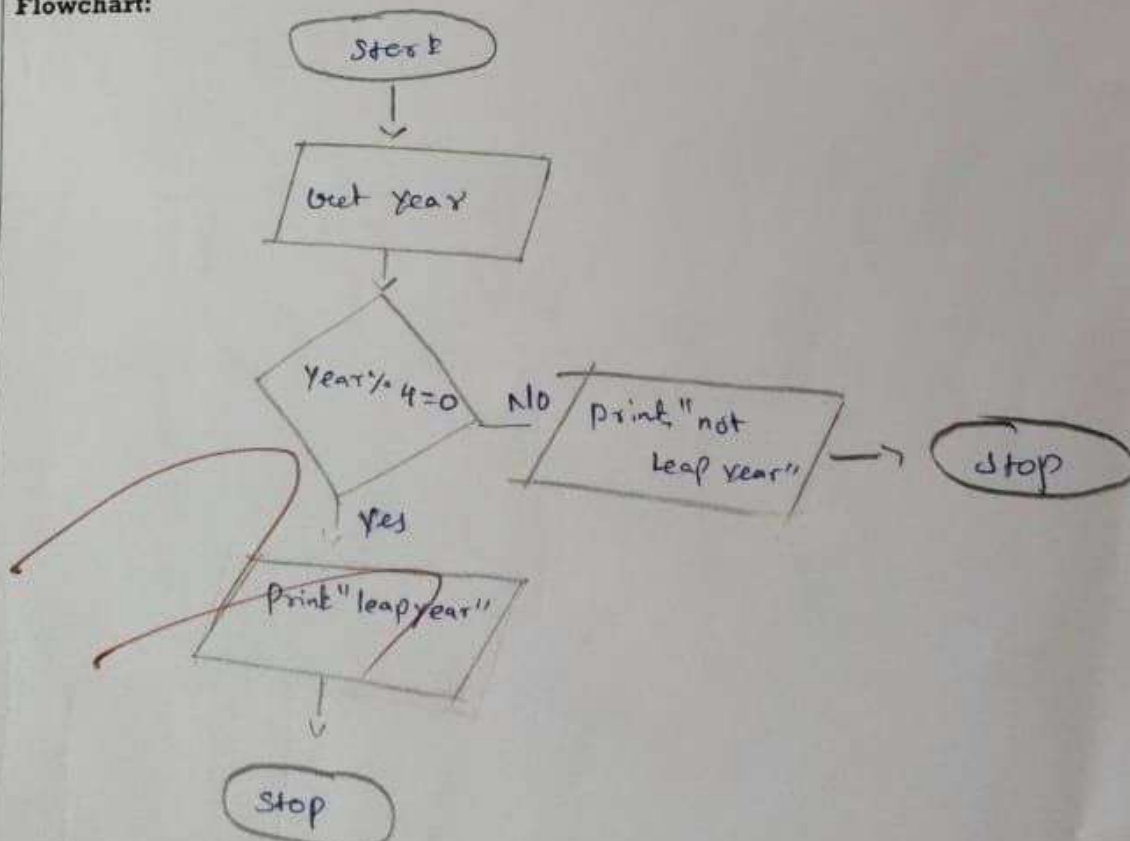 Flowchart:
Start
Get year
Year % 4=0
No
Print "not
Leap year"
Stop
Yes
Print "leap year"
Stop